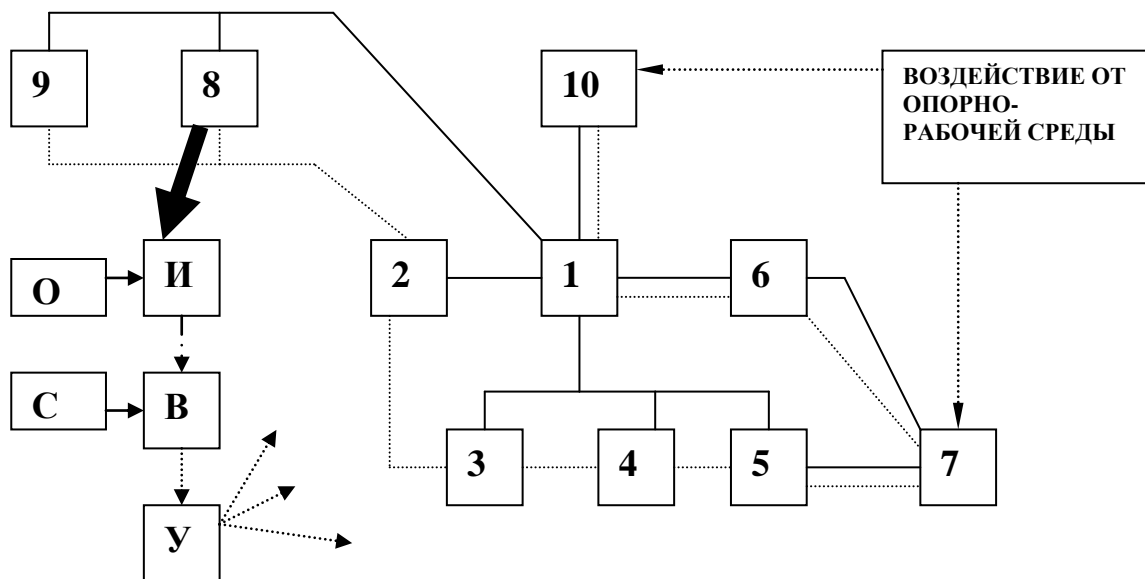 9
8
10
ВОЗДЕЙСТВИЕ ОТ
ОПОРНО-
РАБОЧЕЙ СРЕДЫ
О
И
2
1
6
С
В
3
4
5
7
У